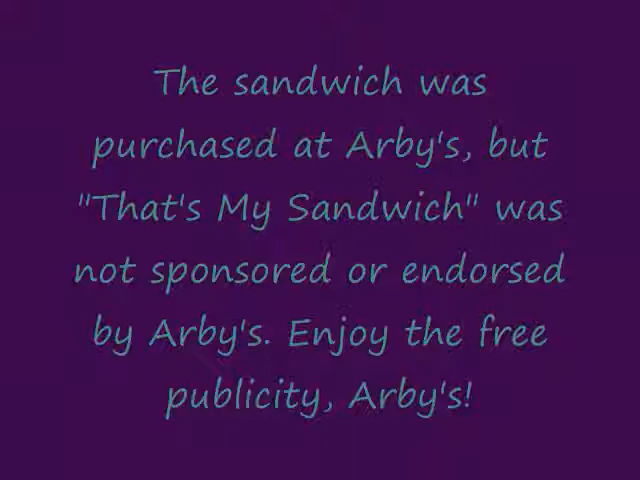 The sandwich was
purchased at Arby's, but
"That's My Sandwich" was
not sponsored or endorsed
by Arby's. Enjoy the free
publicity, Arby's!